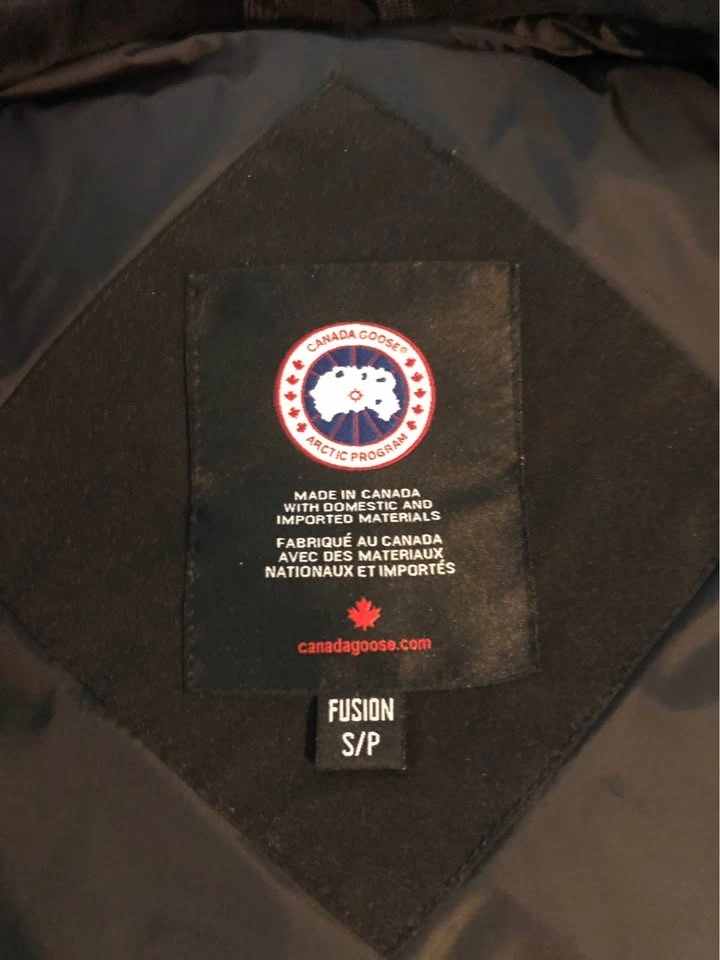 CANADA GOOSE®
ARCTIC PROGRAM
MADE IN CANADA
WITH DOMESTIC AND
IMPORTED MATERIALS
FABRIQUÉ AU CANADA
AVEC DES MATERIAUX
NATIONAUX ET IMPORTÉS
canadagoose.com
FUSION
S/P